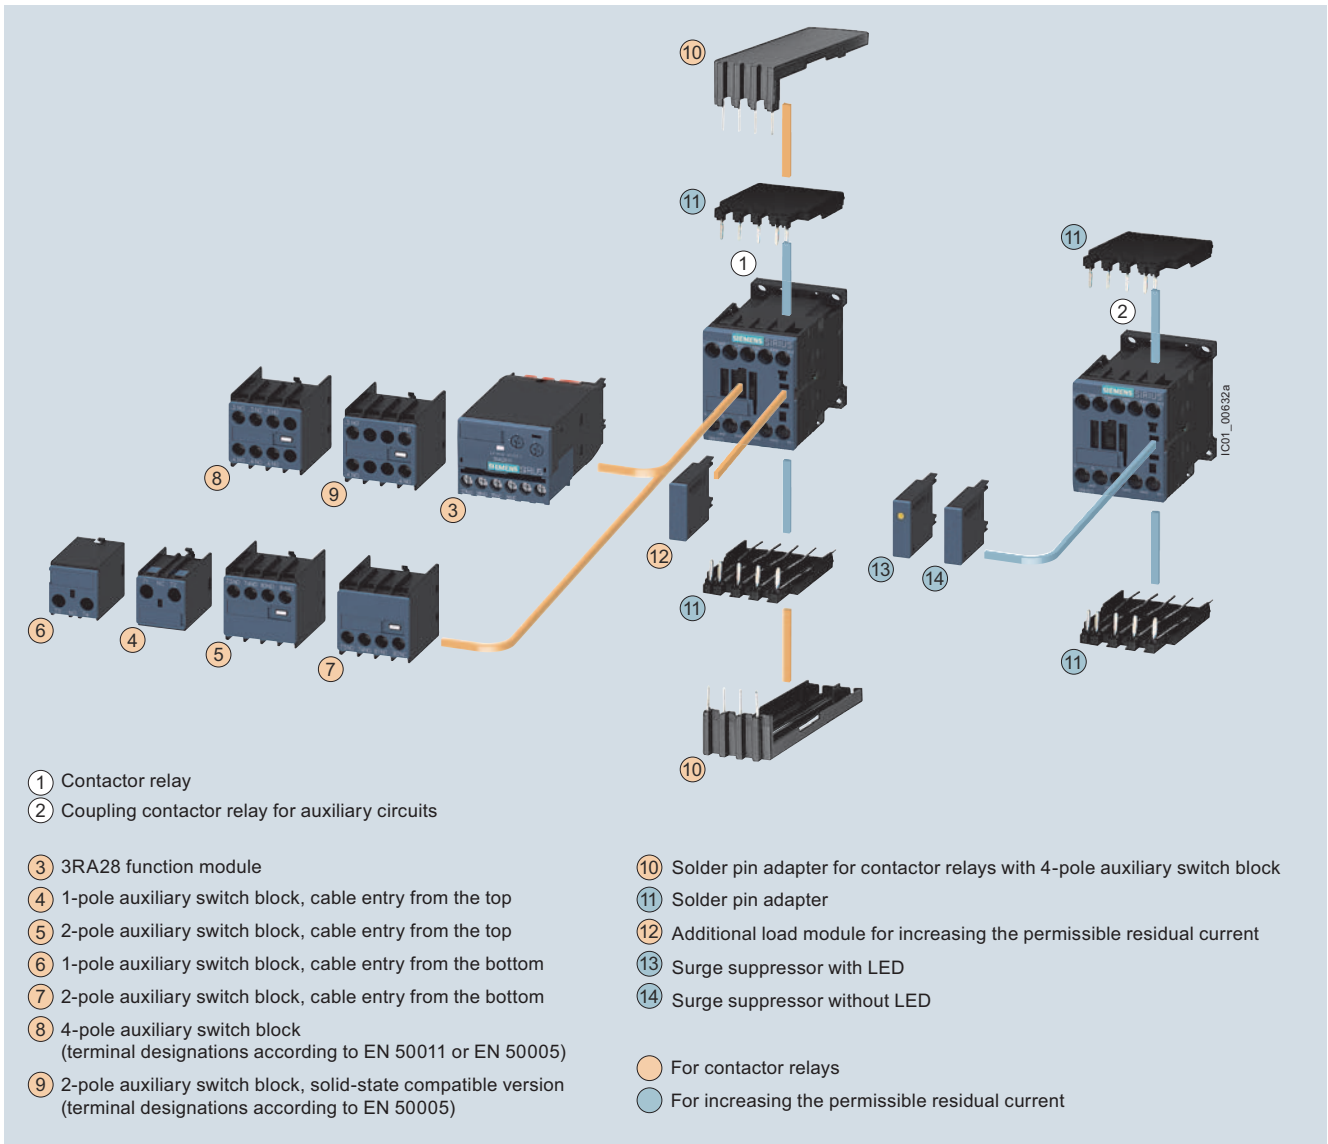 10
11
1
11
2
SIEMENS SIRIUS
SIEMENS
IC01_00632a
SIEMENS SIRIUS
8
9
3
12
13
14
6
4
5
7
11
11
10
1 Contactor relay
2 Coupling contactor relay for auxiliary circuits
3 3RA28 function module
4 1-pole auxiliary switch block, cable entry from the top
5 2-pole auxiliary switch block, cable entry from the top
6 1-pole auxiliary switch block, cable entry from the bottom
7 2-pole auxiliary switch block, cable entry from the bottom
8 4-pole auxiliary switch block
(terminal designations according to EN 50011 or EN 50005)
9 2-pole auxiliary switch block, solid-state compatible version
(terminal designations according to EN 50005)
10 Solder pin adapter for contactor relays with 4-pole auxiliary switch block
11 Solder pin adapter
12 Additional load module for increasing the permissible residual current
13 Surge suppressor with LED
14 Surge suppressor without LED
For contactor relays
For increasing the permissible residual current